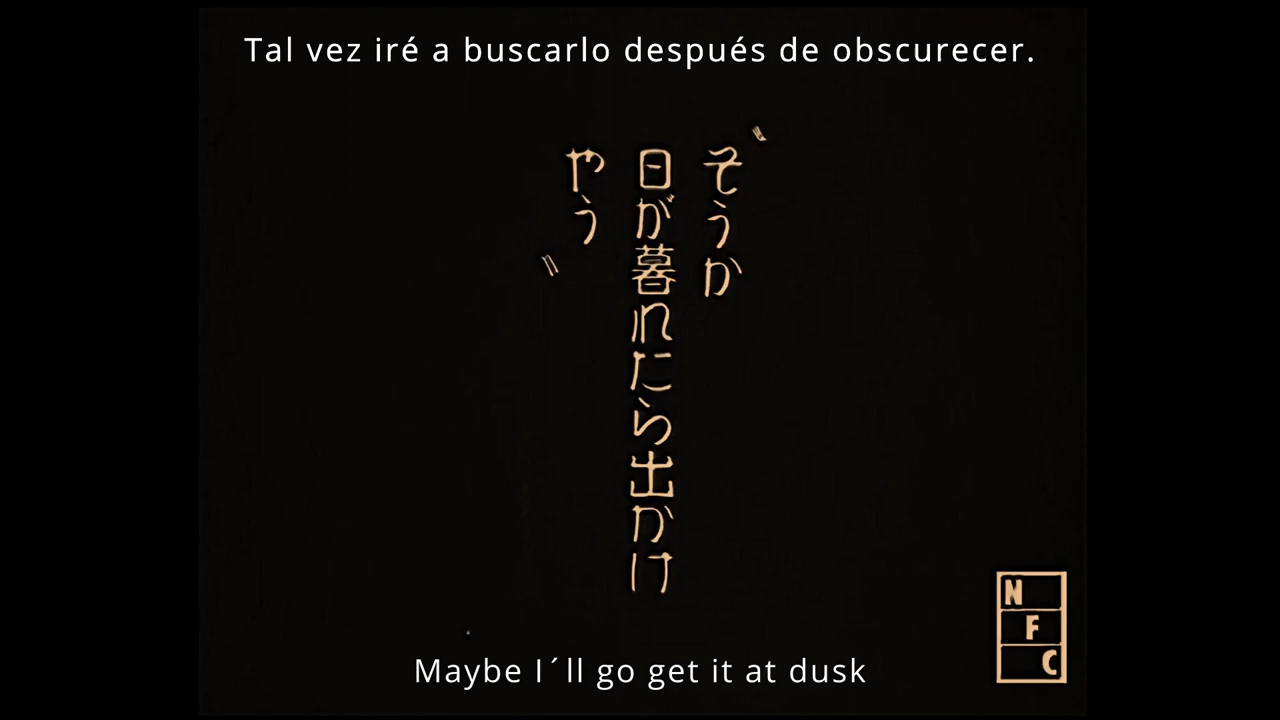 Tal vez iré a buscarlo después de obscurecer.
〝そうか
日が暮れたら出かけ
やう〟
N
F
C
Maybe I´ll go get it at dusk